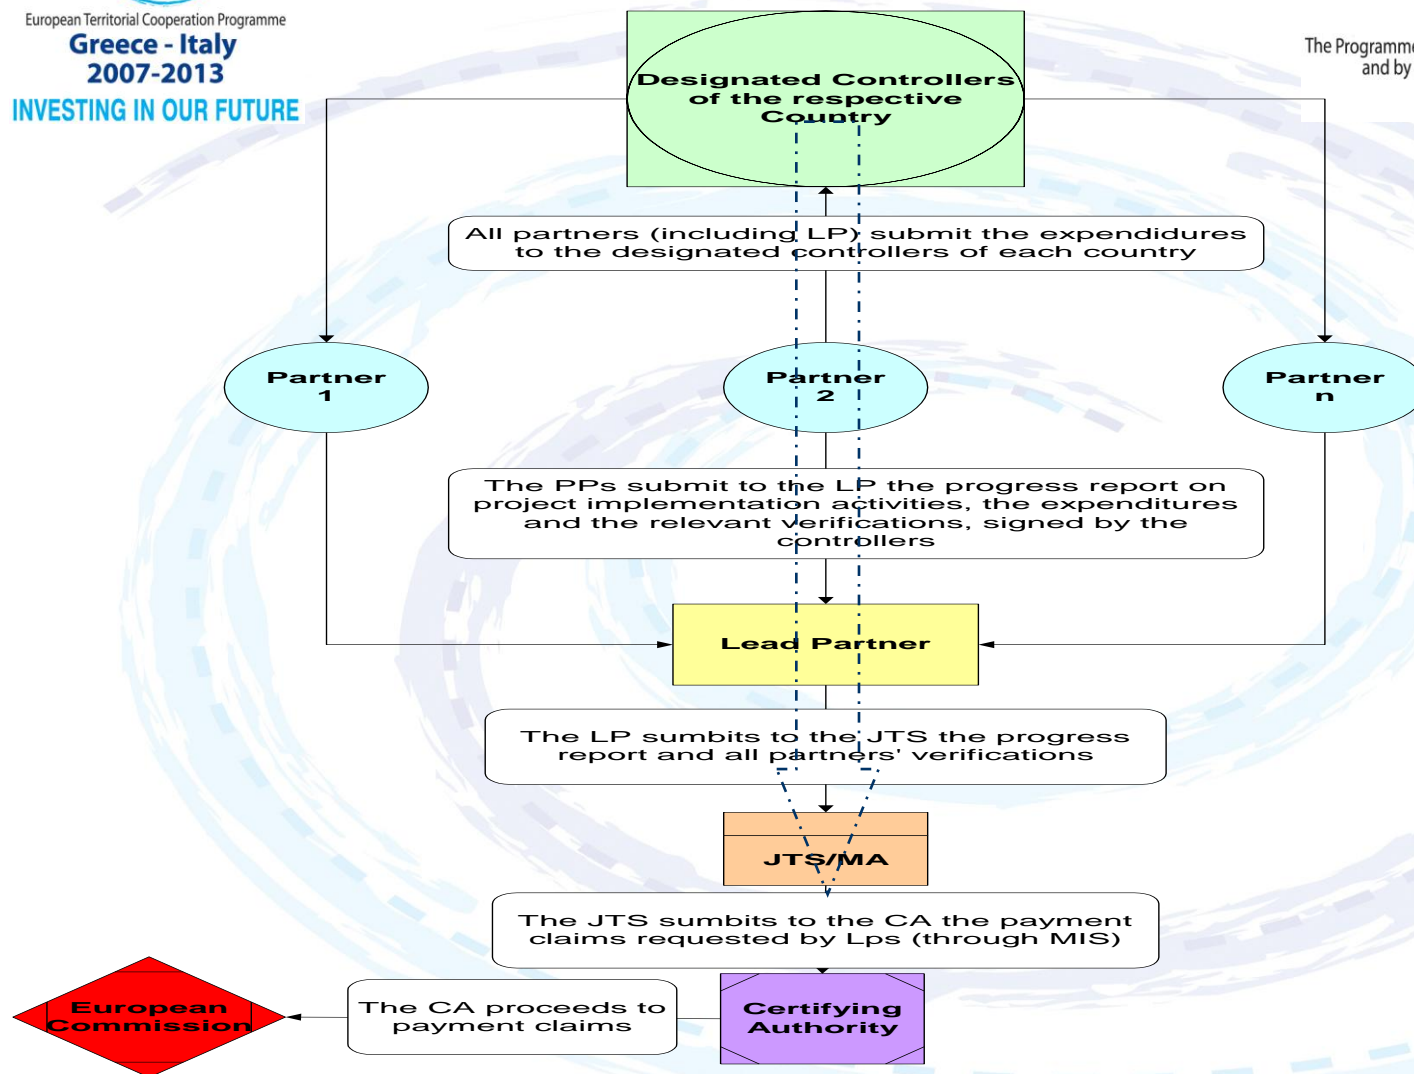 European Territorial Cooperation Programme
Greece - Italy
2007-2013
INVESTING IN OUR FUTURE
The Programme
and by
Designated Controllers
of the respective
Country
All partners (including LP) submit the expendidures
to the designated controllers of each country
Partner
1
Partner
2
Partner
n
The PPs submit to the LP the progress report on
project implementation activities, the expenditures
and the relevant verifications, signed by the
controllers
Lead Partner
The LP sumbits to the JTS the progress
report and all partners' verifications
JTS/MA
The JTS sumbits to the CA the payment
claims requested by Lps (through MIS)
European
Commission
The CA proceeds to
payment claims
Certifying
Authority